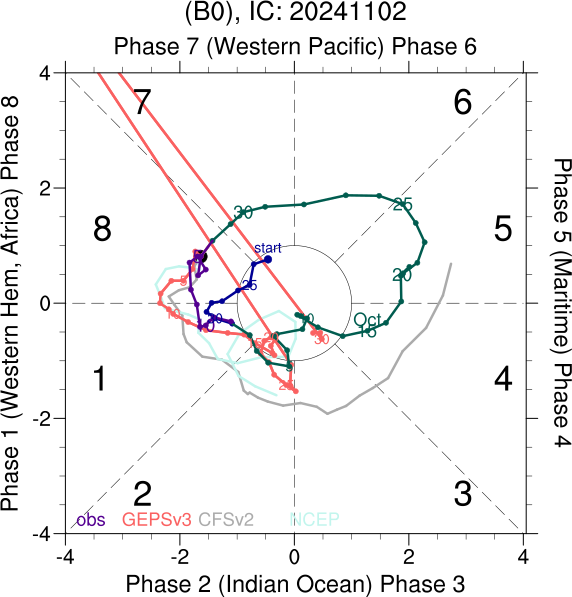 (B0), IC: 20241102
Phase 7 (Western Pacific) Phase 6
4
2
0
-2
-4
-4 -2 0 2 4
Phase 1 (Western Hem, Africa) Phase 8
Phase 5 (Maritime) Phase 4
7 6
8 5
1 4
2 3
30 25
start
25
20
Oct
15
30
obs GEPSv3 CFSv2 NCEP
Phase 2 (Indian Ocean) Phase 3